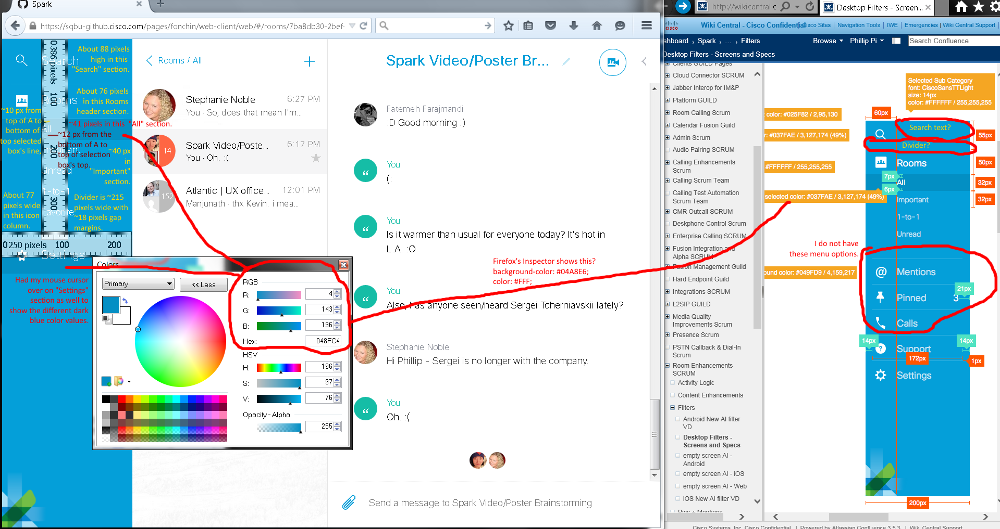 Spark
https://sqbu-github.cisco.com/pages/fonchin/web-client/web/#/rooms/7ba8db30-2bef-
About 88 pixels
high in this
"Search" section.
Search
About 76 pixels
in this Rooms
header section.
Rooms
~10 px from
top of A to
bottom of
top selected
box's line,
~41 pixels in this "All" section.
All
~12 px from the
bottom of A to
top of selection
box's top.
Important
~40 px
in
"Important"
section.
Unread
1-to-1
Favorite
About 77
pixels wide
in this icon
column.
Divider is ~215
pixels wide with
~18 pixels gap
margins.
0 386 pixels
100
200
300
0 250 pixels 100 200
Settings
Had my mouse cursor
over on "Settings"
section as well to
show the different dark
blue color values.
Rooms / All
Stephanie Noble 6:27 PM
You · So, does that mean I'm...
14
Spark Video/Poste... 6:17 PM
You · Oh. :(
152
Atlantic | UX office... 12:01 PM
Manjunath · thx Kevin. i mea...
Colors
Primary
<< Less
RGB
R: 4
G: 143
B: 196
Hex: 048FC4
HSV
H: 196
S: 97
V: 76
Opacity - Alpha
255
Spark Video/Poster Br...
Fatemeh Farajmandi
:D Good morning :)
You
(:
You
Is it warmer than usual for everyone today? It's hot in
L.A. :O
Firefox's Inspector shows this?
background-color: #04A8E6;
color: #FFF;
You
Also, has anyone seen/heard Sergei Tcherniavskii lately?
Stephanie Noble
Hi Phillip - Sergei is no longer with the company.
You
Oh. :(
Send a message to Spark Video/Poster Brainstorming
http://wikicentral.c
Desktop Filters - Screen...
cisco
Wiki Central - Cisco Confidential
Cisco Sites | Navigation Tools | IWE | Emergencies | Wiki Central Support |
shboard › Spark › ... › Filters
Browse
Phillip Pi
Search Confluence
Desktop Filters - Screens and Specs
Clients GUILD Pages
Cloud Connector SCRUM
Jabber Interop for IM&P
Platform GUILD
Room Calling Scrum
Calendar Fusion Guild
Admin Scrum
Audio Pairing SCRUM
Calling Enhancements
Scrum
Calling Scrum Team
Calling Test Automation
Scrum Team
CMR Outcall SCRUM
Deskphone Control Scrum
Enterprise Calling SCRUM
Fusion Integration and
Alpha SCRUM
Fusion Management Guild
Hard Endpoint Guild
Integrations SCRUM
L2SIP GUILD
Media Quality
Improvements Scrum
Presence Scrum
PSTN Callback & Dial-In
Scrum
Room Enhancements
SCRUM
Activity Logic
Content Enhancements
Filters
Android New AI filter
VD
Desktop Filters -
Screens and Specs
empty screen AI -
Android
empty screen AI - iOS
empty screen AI - Web
iOS New AI filter VD
Pins + Mentions
Selected Sub Category
font: CiscoSansTTLight
size: 14px
color: #FFFFFF / 255,255,255
color: #025F82 / 2,95,130
r: #037FAE / 3,127,174 (49%)
#FFFFFF / 255,255,255
selected color: #037FAE / 3,127,174 (49%)
I do not have
these menu options.
ound color: #049FD9 / 4,159,217
60px
Search text?
55px
Divider?
Rooms
50px
7px
All
32px
6px
Important
32px
1-to-1
Unread
@ Mentions
21px
Pinned 3
Calls
14px
14px
Support
172px
1px
Settings
200px
Cisco Systems, Inc. Cisco Confidential. | Powered by Atlassian Confluence 3.5.3 | Wiki Central Support